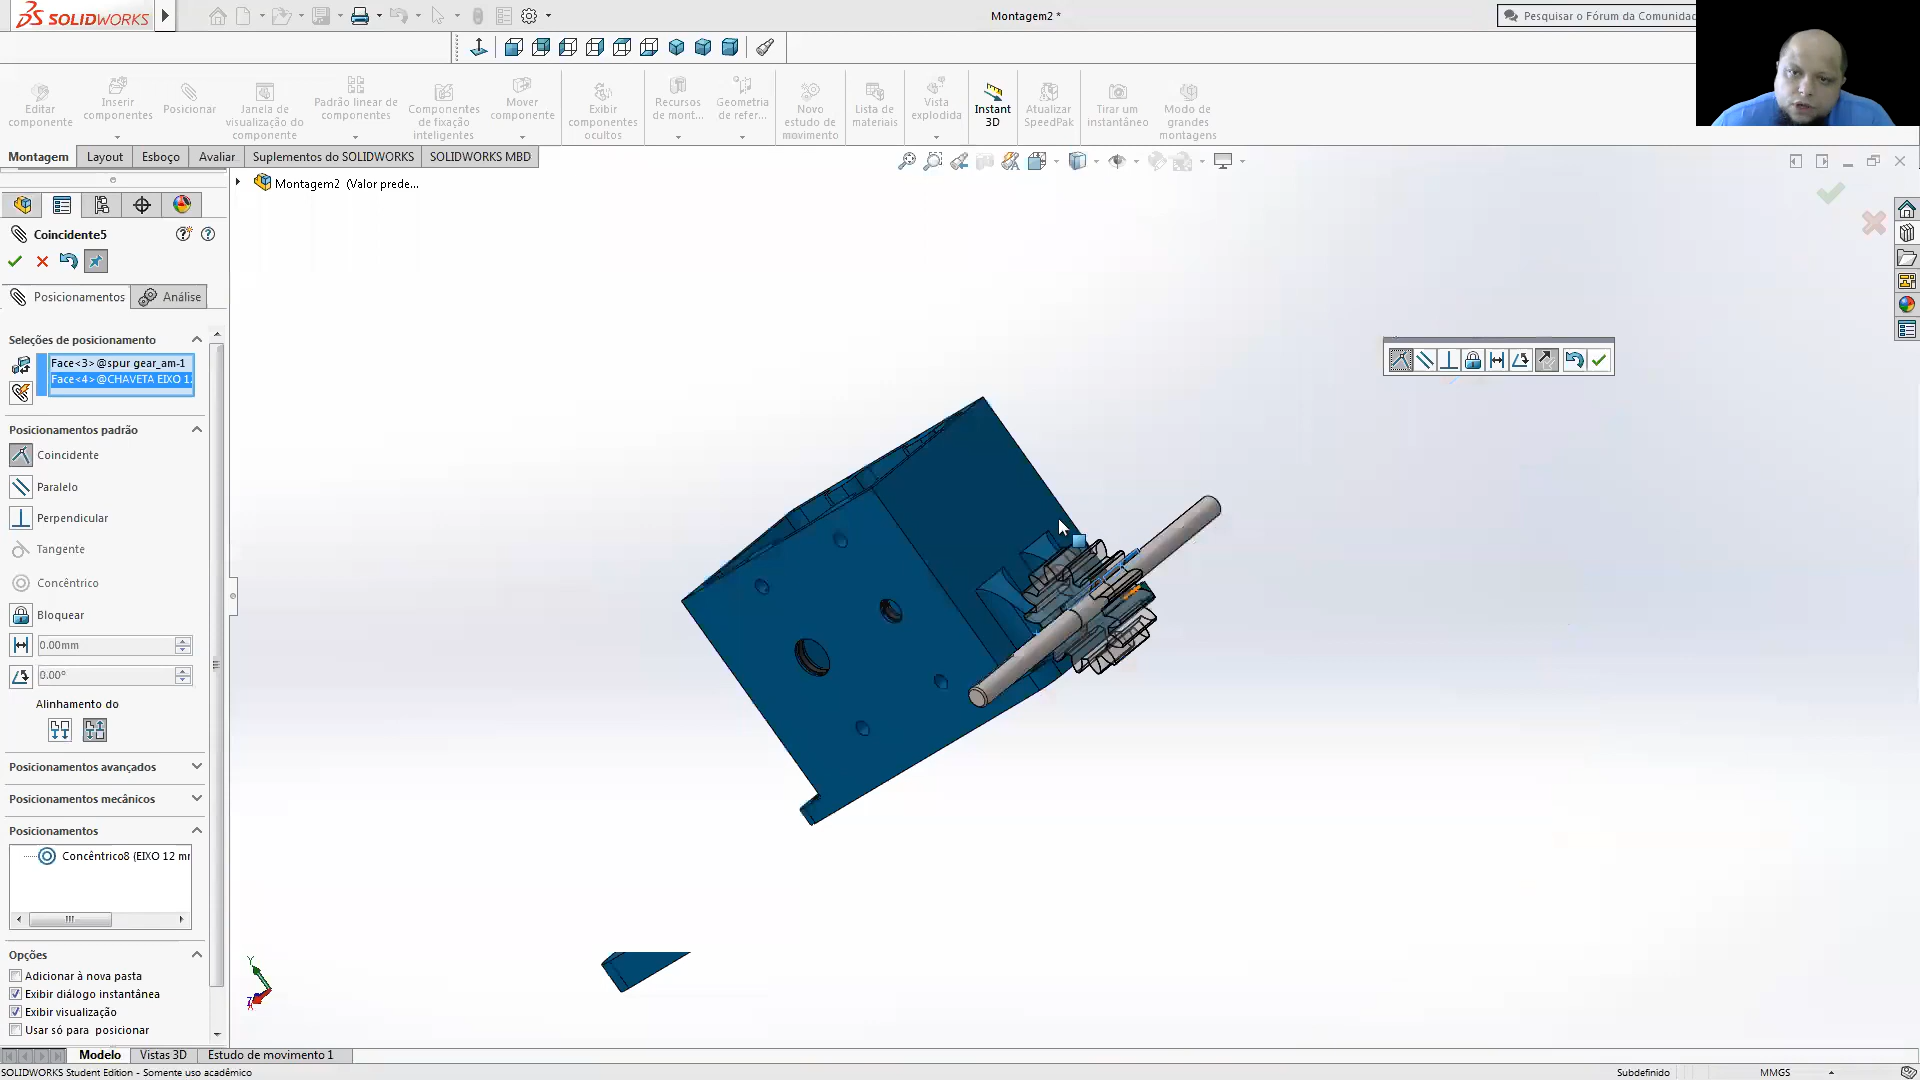 SOLIDWORKS
Montagem2 *
Pesquisar o Fórum da Comunidad
Editar componente
Inserir componentes
Posicionar
Janela de visualização do componente
Padrão linear de componentes
Componentes de fixação inteligentes
Mover componente
Exibir componentes ocultos
Recursos de mont...
Geometria de refer...
Novo estudo de movimento
Lista de materiais
Vista explodida
Instant 3D
Atualizar SpeedPak
Tirar um instantâneo
Modo de grandes montagens
Montagem
Layout
Esboço
Avaliar
Suplementos do SOLIDWORKS
SOLIDWORKS MBD
Montagem2 (Valor prede...
Coincidente5
Posicionamentos
Análise
Seleções de posicionamento
Face<3>@spur gear_am-1
Face<4>@CHAVETA EIXO 1
Posicionamentos padrão
Coincidente
Paralelo
Perpendicular
Tangente
Concêntrico
Bloquear
0.00mm
0.00°
Alinhamento do
Posicionamentos avançados
Posicionamentos mecânicos
Posicionamentos
Concêntrico8 (EIXO 12 mm
Opções
Adicionar à nova pasta
Exibir diálogo instantânea
Exibir visualização
Usar só para posicionar
Y
Z
Modelo
Vistas 3D
Estudo de movimento 1
SOLIDWORKS Student Edition - Somente uso acadêmico
Subdefinido
MMGS